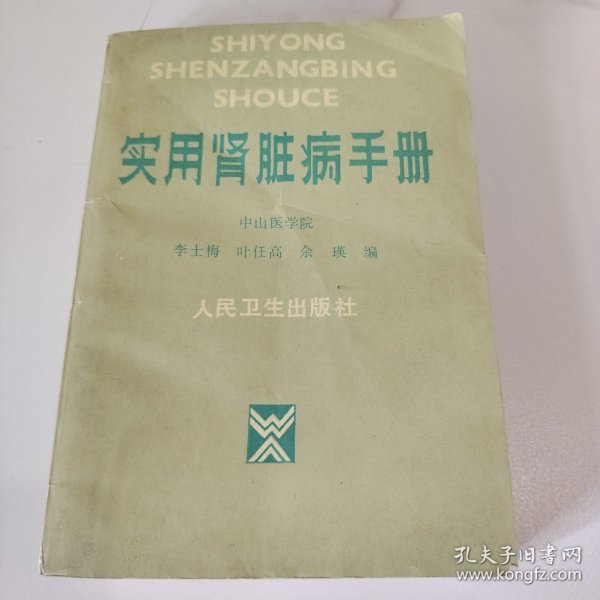 SHIYONG
SHENZANGBING
SHOUCE
实用肾脏病手册
中山医学院
李士梅 叶任高 余瑛 编
人民卫生出版社
孔夫子旧书网
www.kongfz.com